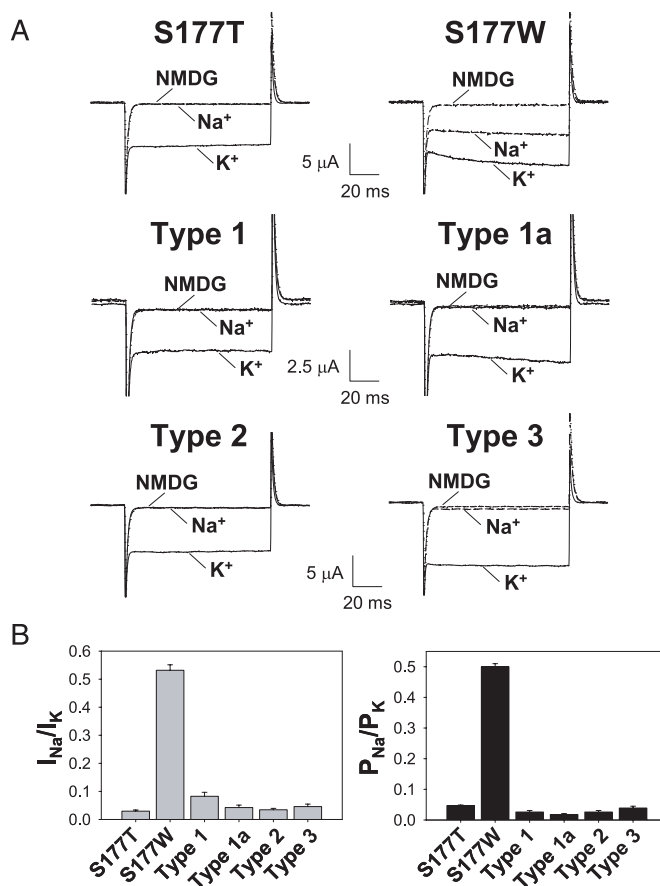 A
S177T
S177W
NMDG
Na+
K+
NMDG
Na+
K+
5 μA
20 ms
Type 1
Type 1a
NMDG
Na+
K+
NMDG
Na+
K+
2.5 μA
20 ms
Type 2
Type 3
NMDG
Na+
K+
NMDG
Na+
K+
5 μA
20 ms
B
INa/IK
0.6
0.5
0.4
0.3
0.2
0.1
0.0
S177T
S177W
Type 1
Type 1a
Type 2
Type 3
PNa/PK
0.5
0.4
0.3
0.2
0.1
0.0
S177T
S177W
Type 1
Type 1a
Type 2
Type 3